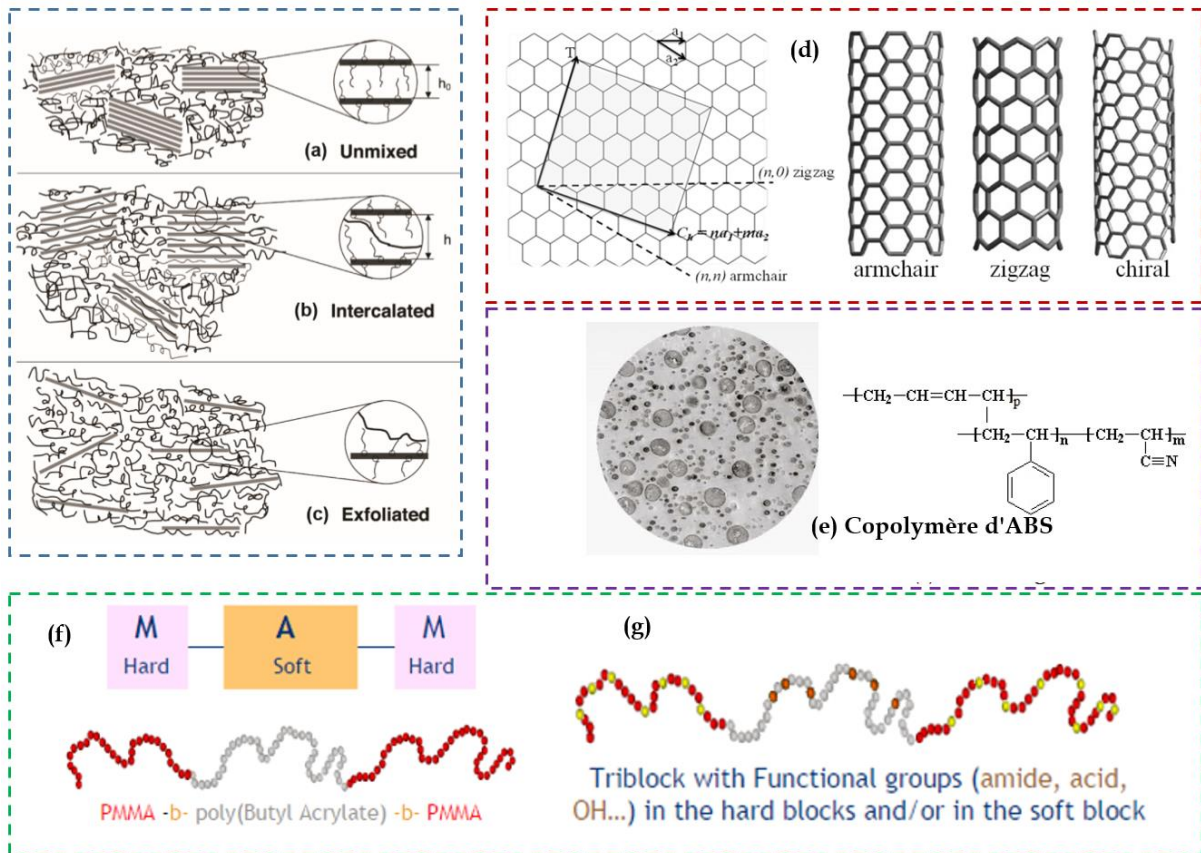 h₀
(a) Unmixed
h
(b) Intercalated
(c) Exfoliated
a₁
(d)
T
a₂
(n,0) zigzag
Cₕ = na₁+ma₂
(n,n) armchair
armchair
zigzag
chiral
[CH₂-CH=CH-CH]p
[CH₂-CH]n [CH₂-CH]m
C≡N
(e) Copolymère d'ABS
(f)
M
Hard
A
Soft
M
Hard
PMMA -b- poly(Butyl Acrylate) -b- PMMA
(g)
Triblock with Functional groups (amide, acid,
OH...) in the hard blocks and/or in the soft block